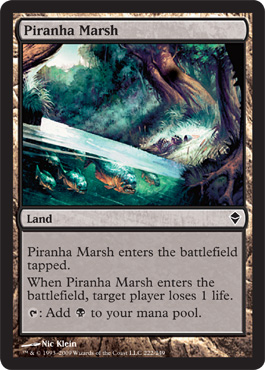 Piranha Marsh
Land
Piranha Marsh enters the battlefield
tapped.
When Piranha Marsh enters the
battlefield, target player loses 1 life.
: Add to your mana pool.
Nic Klein
™ & © 1993-2009 Wizards of the Coast LLC 222/249